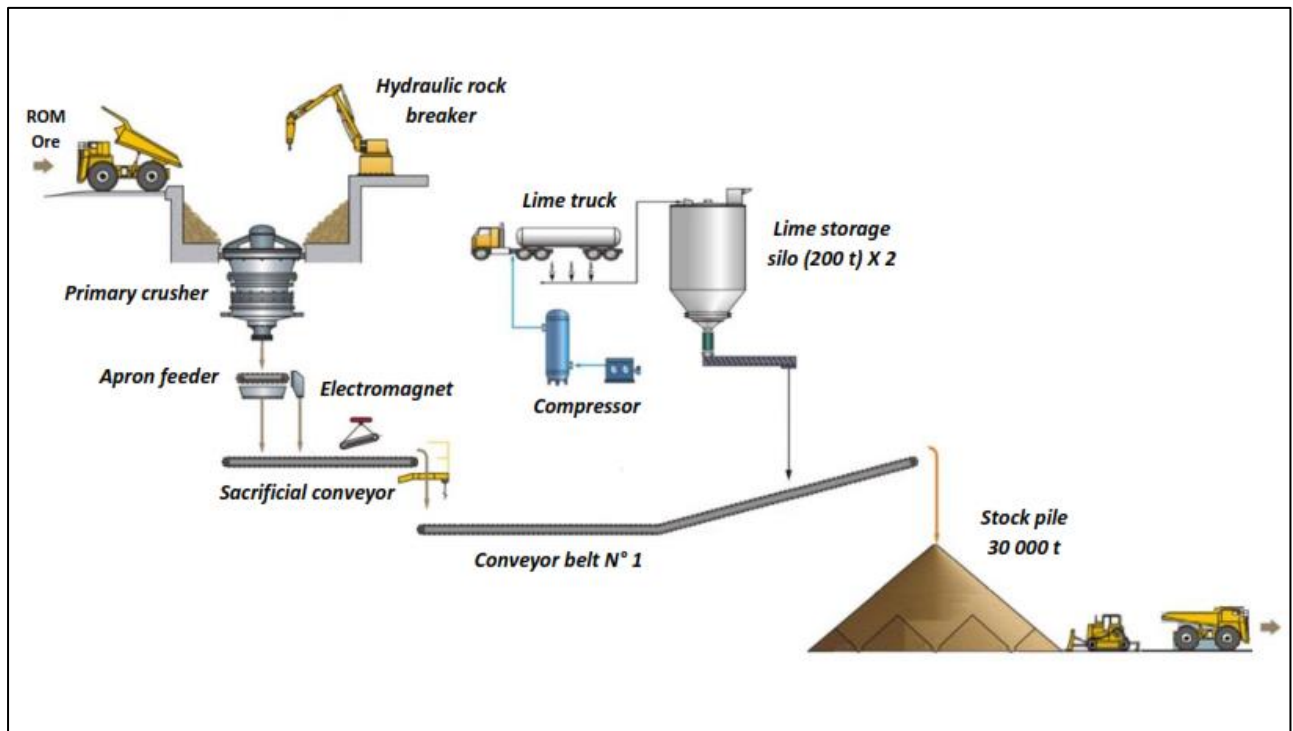 Hydraulic rock
breaker
ROM
Ore
Lime truck
Lime storage
silo (200 t) X 2
Primary crusher
Apron feeder
Electromagnet
Compressor
Sacrificial conveyor
Stock pile
30 000 t
Conveyor belt N° 1